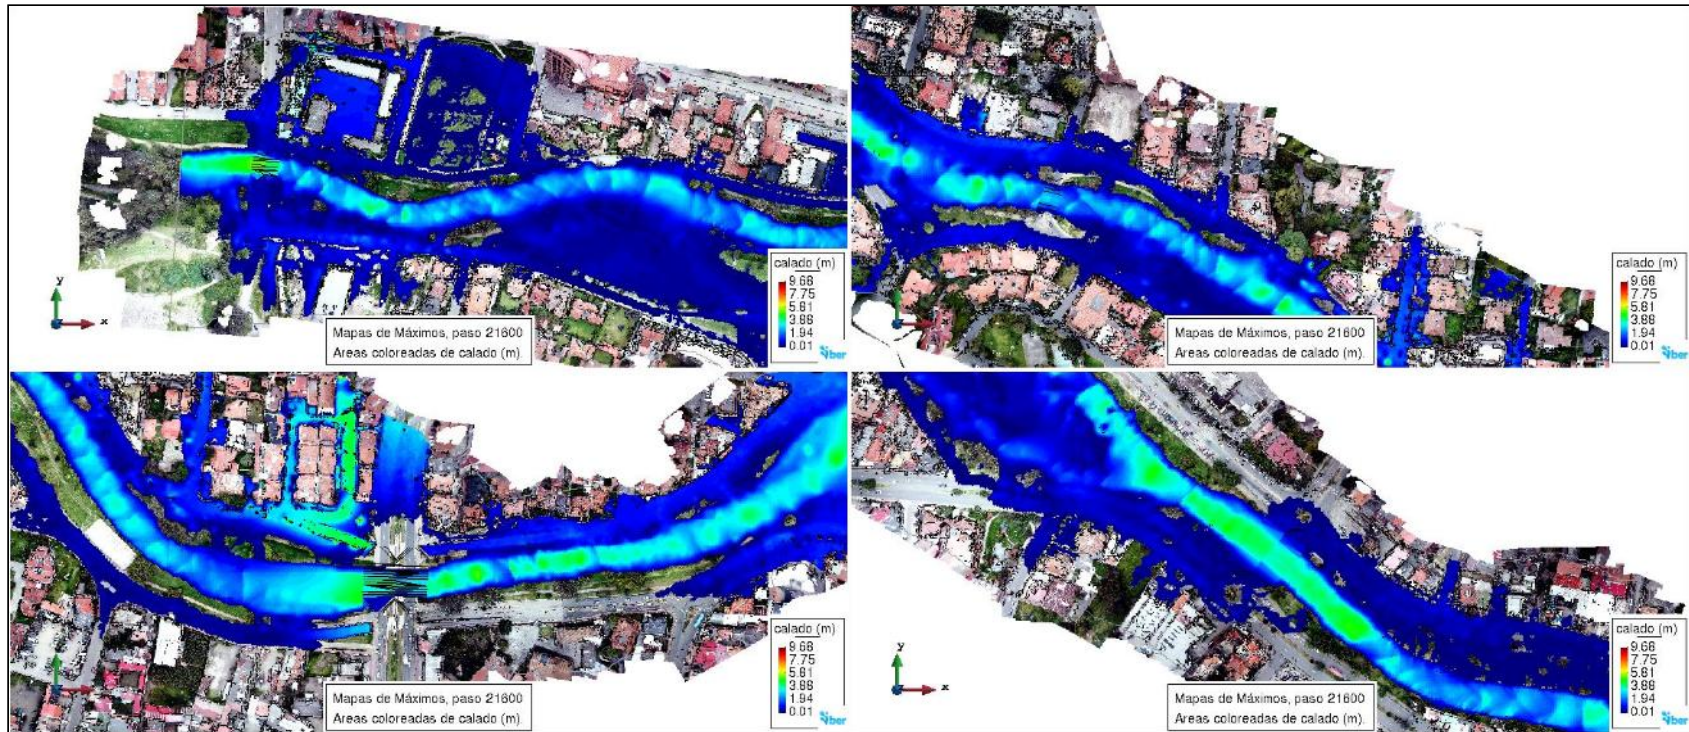 calado (m)
9.68
7.75
5.81
3.88
1.94
0.01
Iber
y
x
Mapas de Máximos, paso 21600
Areas coloreadas de calado (m).
calado (m)
9.68
7.75
5.81
3.88
1.94
0.01
Iber
x
Mapas de Máximos, paso 21600
Areas coloreadas de calado (m).
calado (m)
9.68
7.75
5.81
3.88
1.94
0.01
Iber
Mapas de Máximos, paso 21600
Areas coloreadas de calado (m).
calado (m)
9.68
7.75
5.81
3.88
1.94
0.01
Iber
y
x
Mapas de Máximos, paso 21600
Areas coloreadas de calado (m).